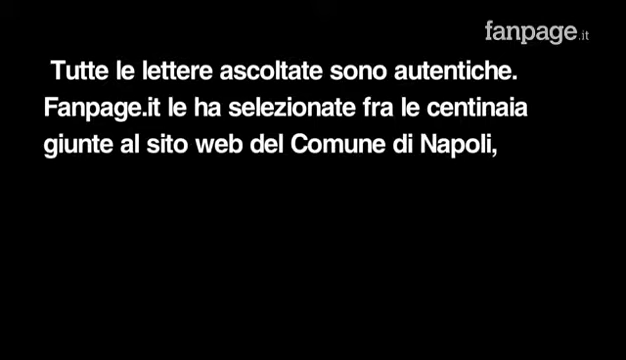 fanpage.it
Tutte le lettere ascoltate sono autentiche.
Fanpage.it le ha selezionate fra le centinaia
giunte al sito web del Comune di Napoli,